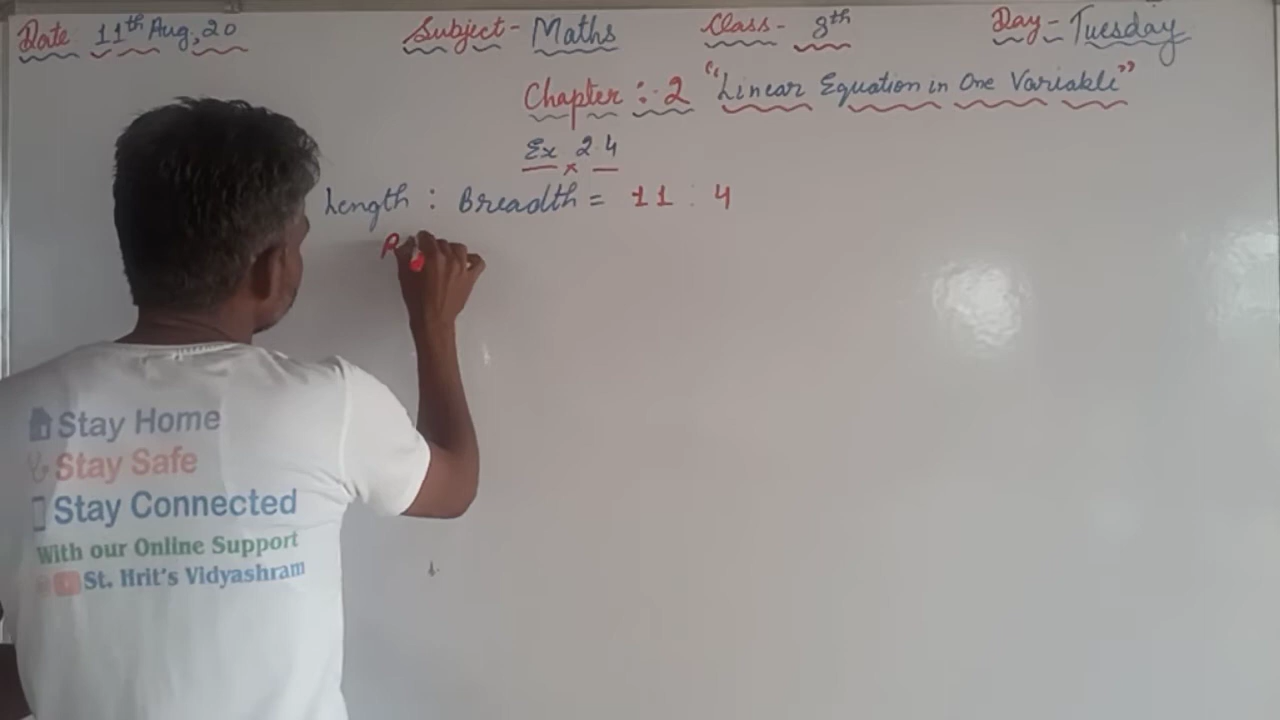 Date 11th Aug, 20 Subject - Maths Class - 8th Day - Tuesday
Chapter : 2 "Linear Equation in One Variable"
Ex 2.4
Length : Breadth = 11 : 4
Stay Home
Stay Safe
Stay Connected
With our Online Support
St. Hrit's Vidyashram